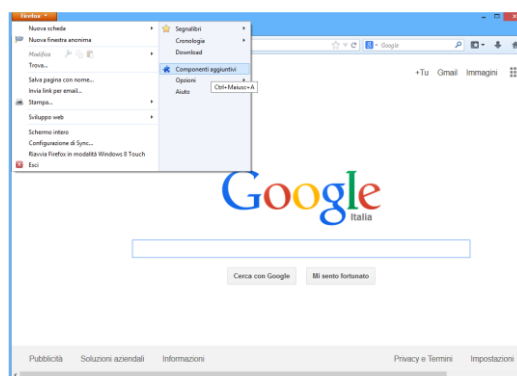 Firefox
Nuova scheda
Nuova finestra anonima
Modifica
Trova...
Salva pagina con nome...
Invia link per email...
Stampa...
Sviluppo web
Schermo intero
Configurazione di Sync...
Riavvia Firefox in modalità Windows 8 Touch
Esci
Segnalibri
Cronologia
Download
Componenti aggiuntivi
Opzioni
Aiuto
Ctrl+Maiusc+A
Google
+Tu Gmail Immagini
Google
Italia
Cerca con Google Mi sento fortunato
Pubblicità Soluzioni aziendali Informazioni Privacy e Termini Impostazioni